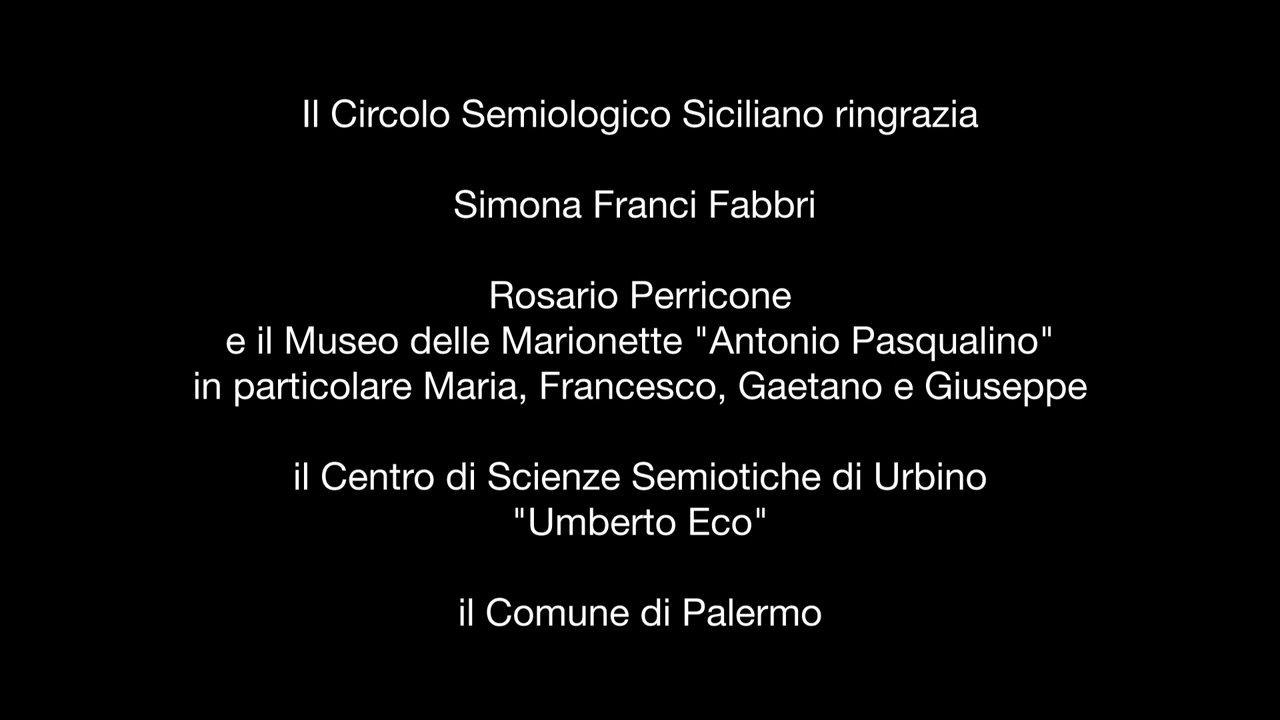 Il Circolo Semiologico Siciliano ringrazia
Simona Franci Fabbri
Rosario Perricone
e il Museo delle Marionette "Antonio Pasqualino"
in particolare Maria, Francesco, Gaetano e Giuseppe
il Centro di Scienze Semiotiche di Urbino
"Umberto Eco"
il Comune di Palermo